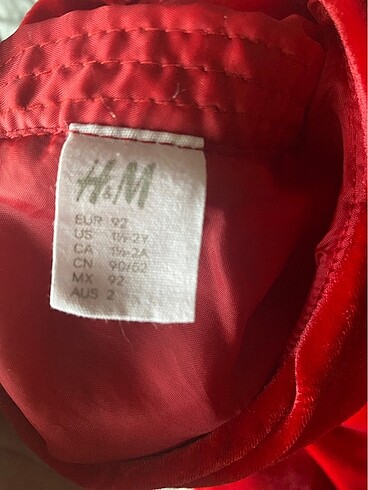 H&M
EUR 92
US 1½-2Y
CA 1½-2A
CN 90/52
MX 92
AUS 2